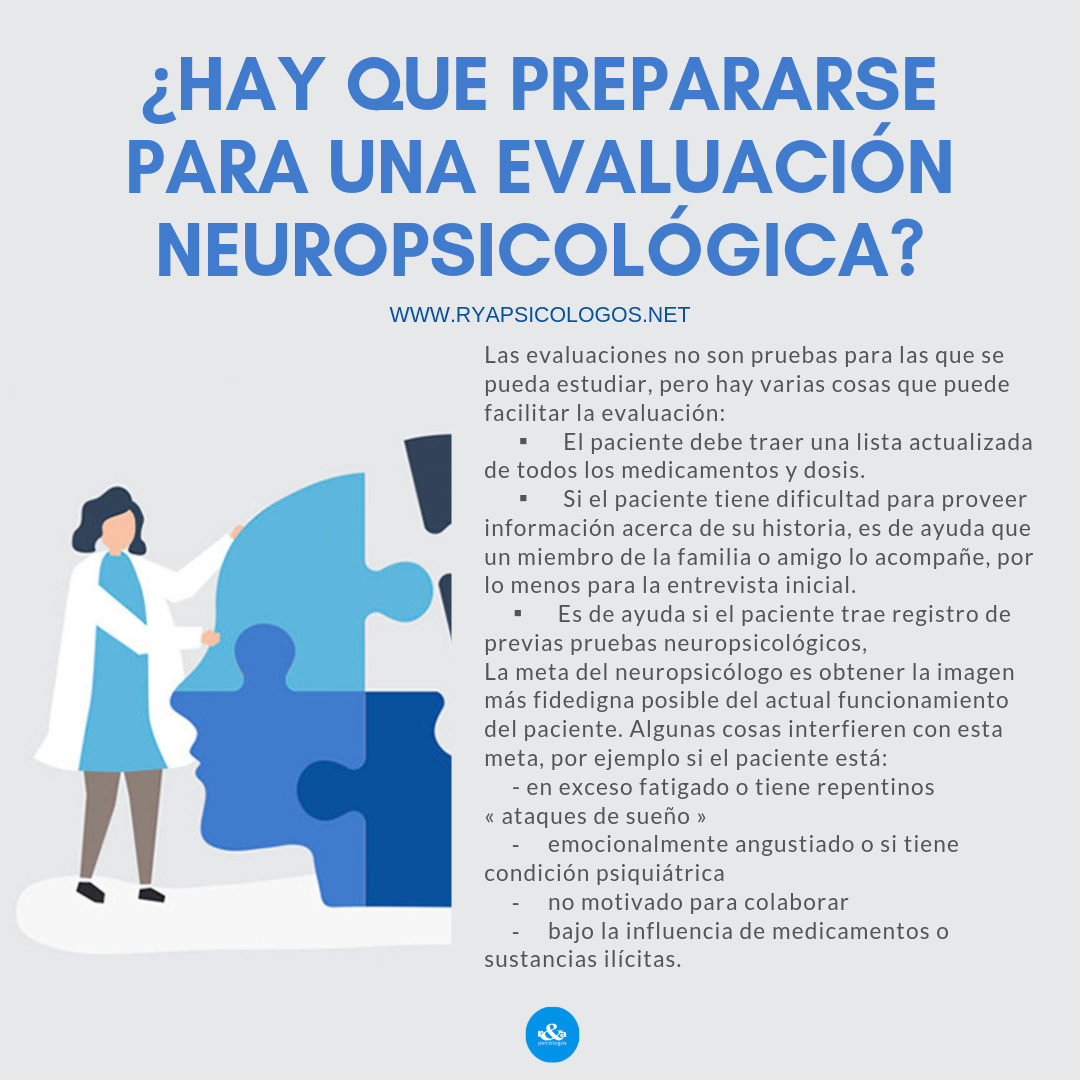 ¿HAY QUE PREPARARSE
PARA UNA EVALUACIÓN
NEUROPSICOLÓGICA?
WWW.RYAPSICOLOGOS.NET
Las evaluaciones no son pruebas para las que se
pueda estudiar, pero hay varias cosas que puede
facilitar la evaluación:
▪ El paciente debe traer una lista actualizada
de todos los medicamentos y dosis.
▪ Si el paciente tiene dificultad para proveer
información acerca de su historia, es de ayuda que
un miembro de la familia o amigo lo acompañe, por
lo menos para la entrevista inicial.
▪ Es de ayuda si el paciente trae registro de
previas pruebas neuropsicológicos,
La meta del neuropsicólogo es obtener la imagen
más fidedigna posible del actual funcionamiento
del paciente. Algunas cosas interfieren con esta
meta, por ejemplo si el paciente está:
- en exceso fatigado o tiene repentinos
« ataques de sueño »
- emocionalmente angustiado o si tiene
condición psiquiátrica
- no motivado para colaborar
- bajo la influencia de medicamentos o
sustancias ilícitas.
r&a
psicólogos